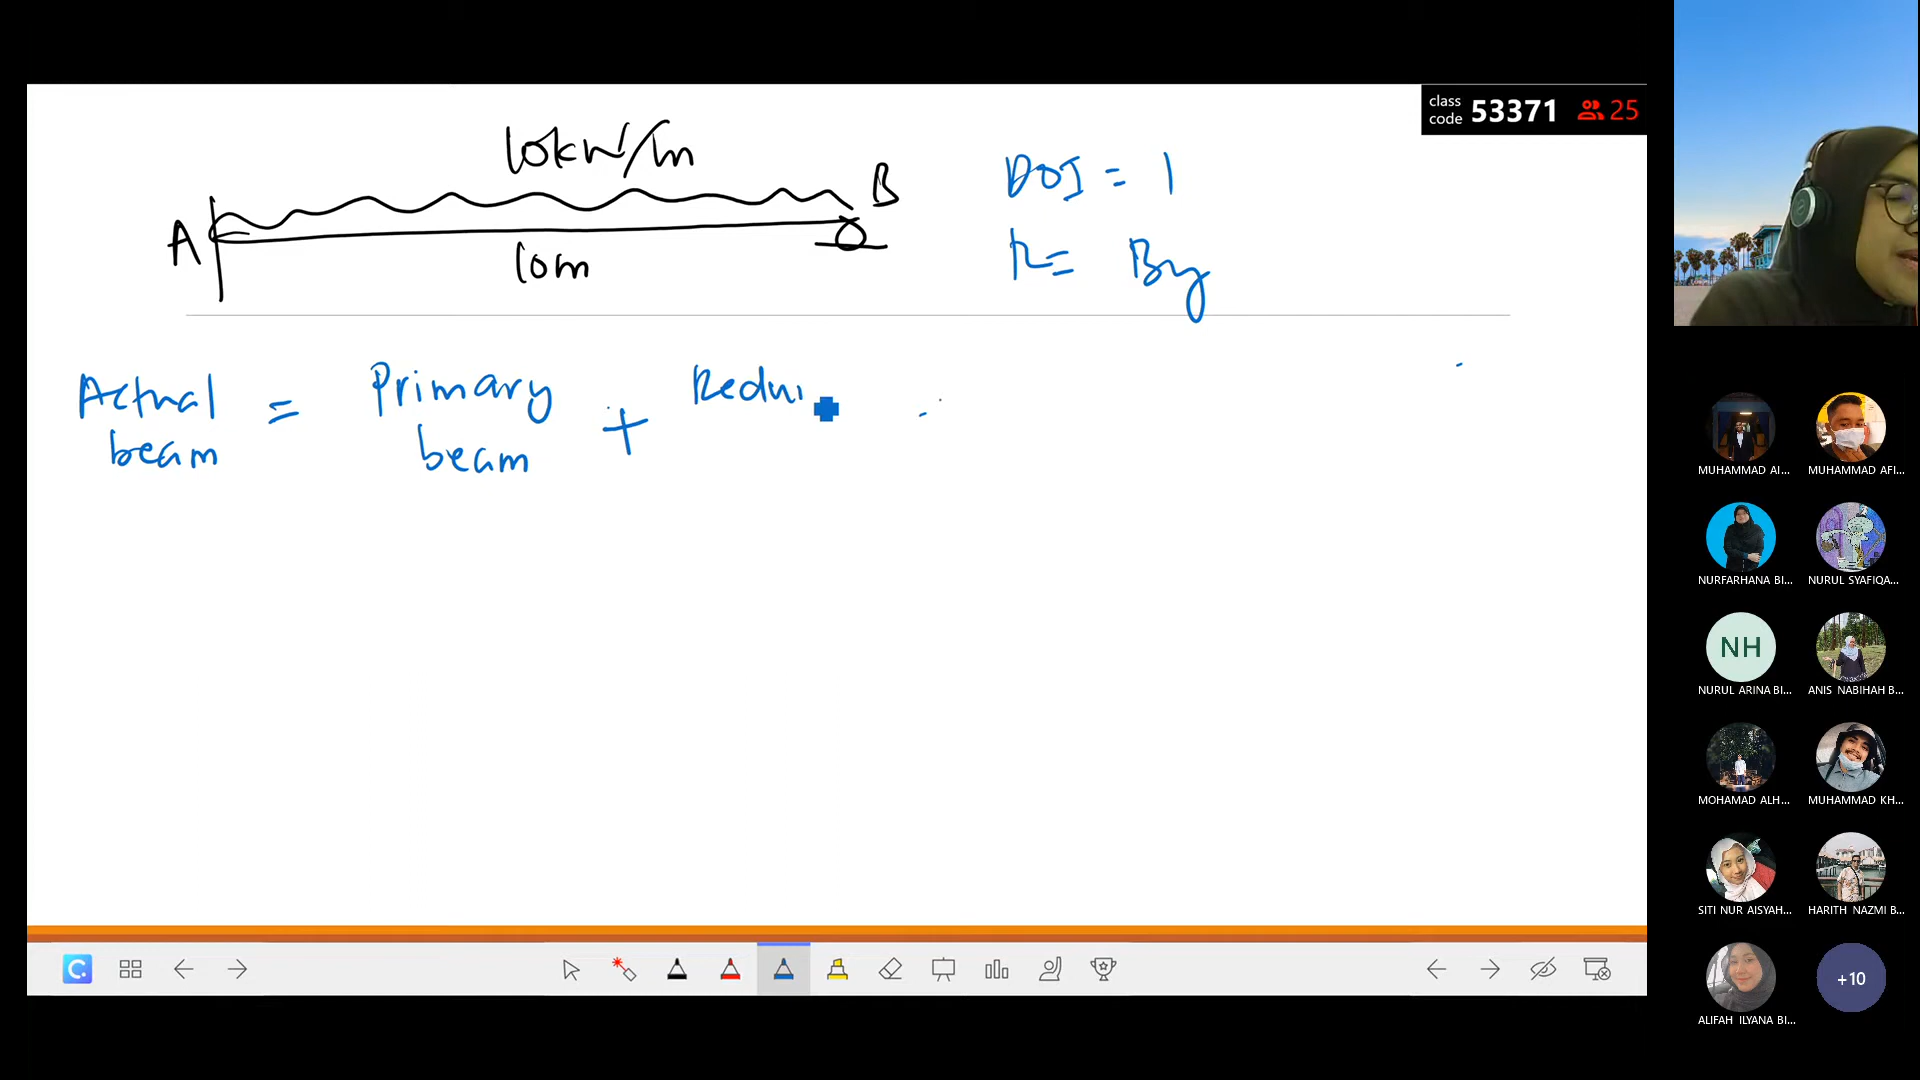 class code 53371 25
10kN/m
A
B
10m
DOI = 1
R= By
Actual beam = Primary beam + Redun
MUHAMMAD AI...
MUHAMMAD AFI...
NURFARHANA BI...
NURUL SYAFIQA...
NH
NURUL ARINA BI...
ANIS NABIHAH B...
MOHAMAD ALH...
MUHAMMAD KH...
SITI NUR AISYAH...
HARITH NAZMI B...
ALIFAH ILYANA BI...
+10